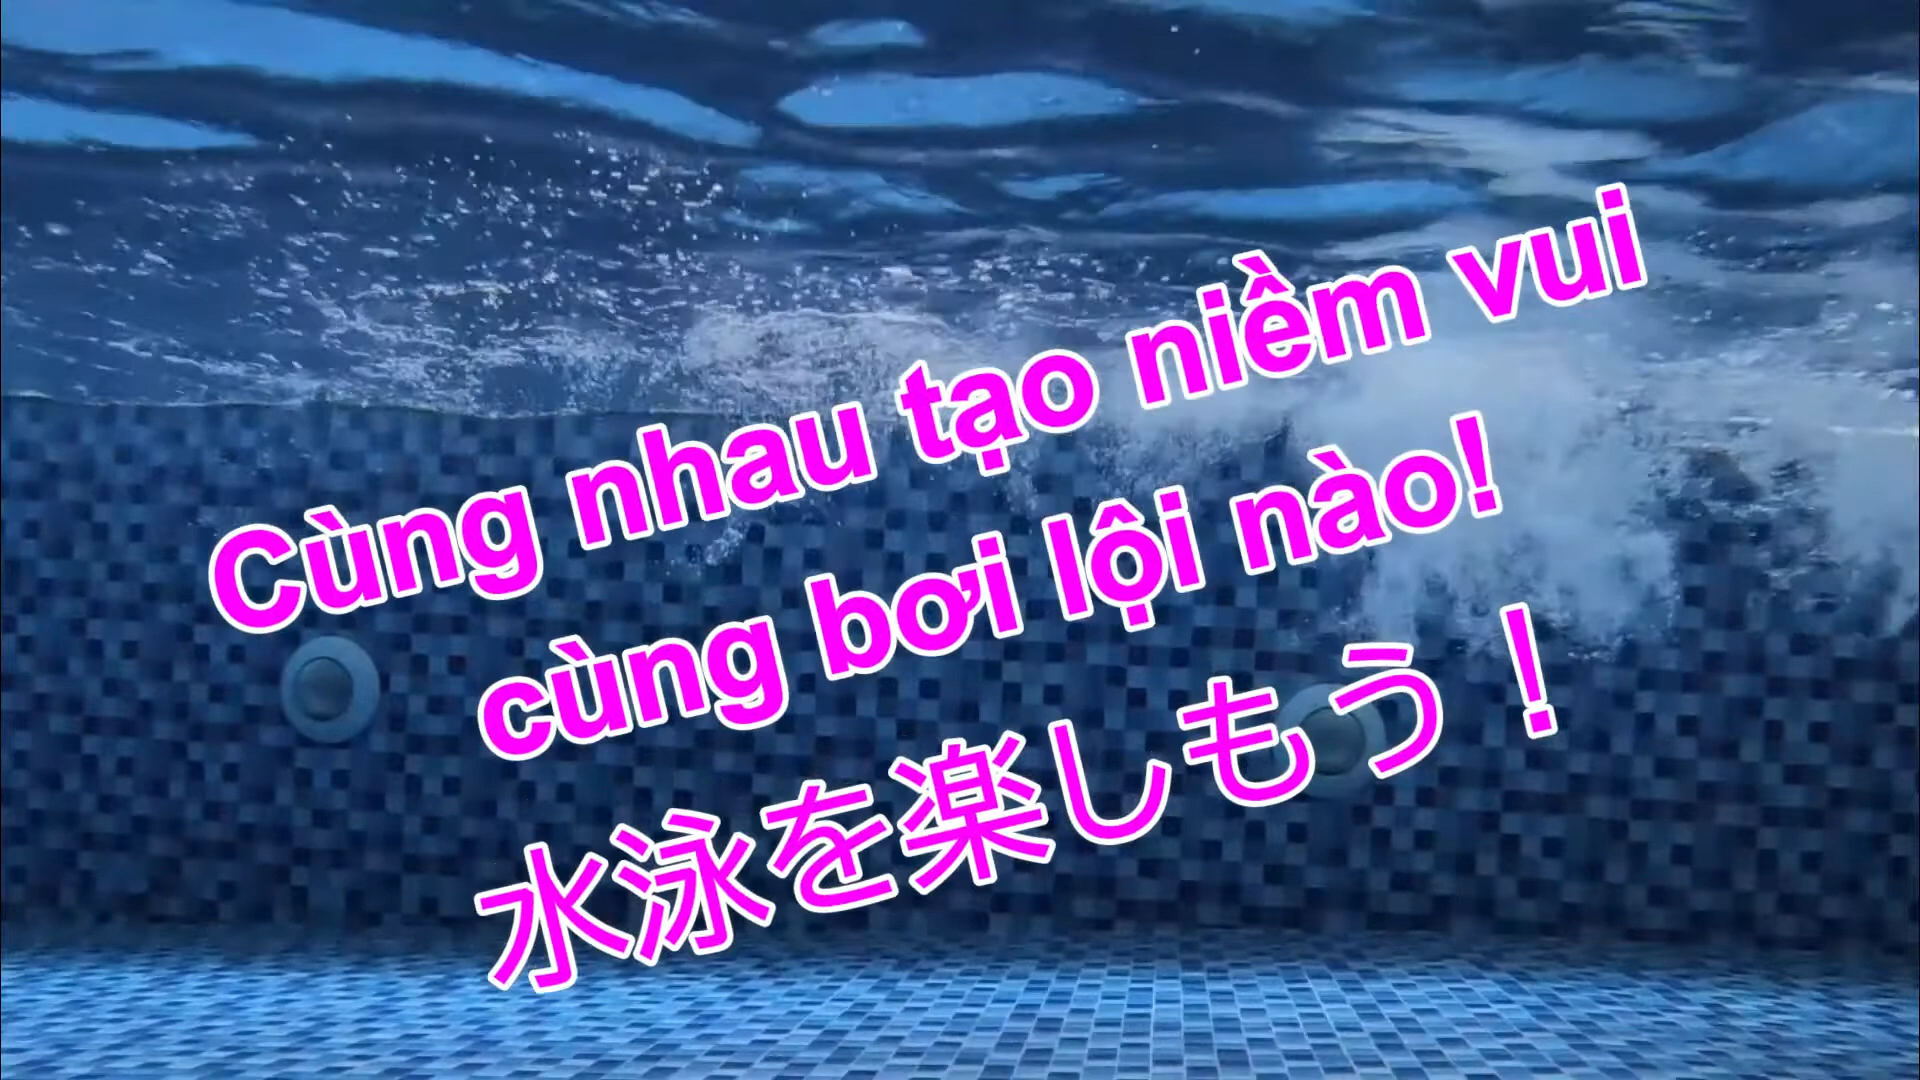 Cùng nhau tạo niềm vui
cùng bơi lội nào!
水泳を楽しもう！